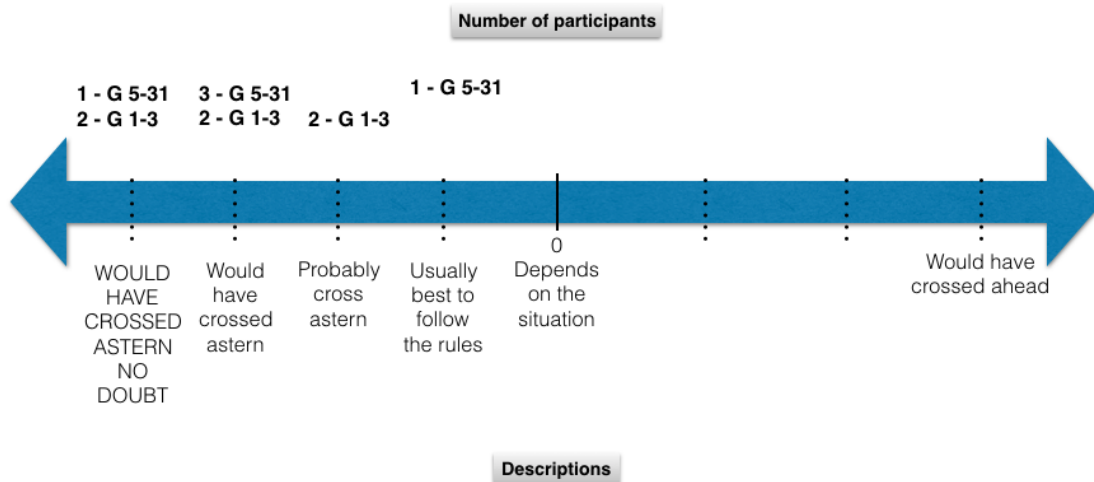 Number of participants
1 - G 5-31
2 - G 1-3
3 - G 5-31
2 - G 1-3
2 - G 1-3
1 - G 5-31
0
WOULD
HAVE
CROSSED
ASTERN
NO
DOUBT
Would
have
crossed
astern
Probably
cross
astern
Usually
best to
follow
the rules
Depends
on the
situation
Would have
crossed ahead
Descriptions